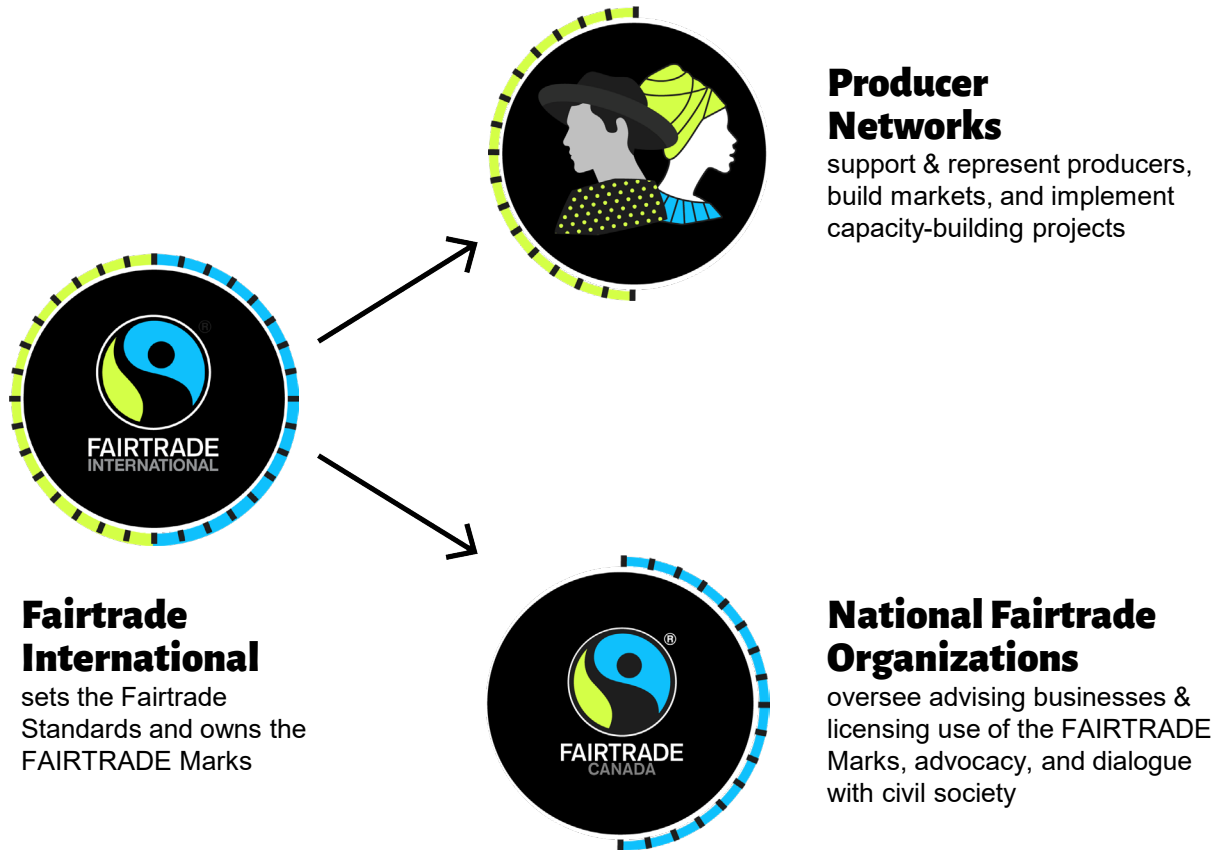 Producer
Networks
support & represent producers,
build markets, and implement
capacity-building projects
®
FAIRTRADE
INTERNATIONAL
Fairtrade
International
sets the Fairtrade
Standards and owns the
FAIRTRADE Marks
®
FAIRTRADE
CANADA
National Fairtrade
Organizations
oversee advising businesses &
licensing use of the FAIRTRADE
Marks, advocacy, and dialogue
with civil society